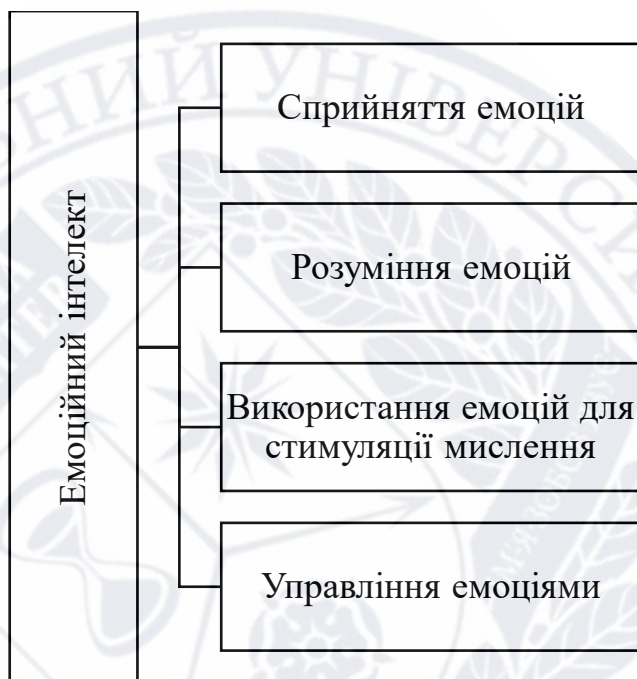 Емоційний інтелект
Сприйняття емоцій
Розуміння емоцій
Використання емоцій для
стимуляції мислення
Управління емоціями